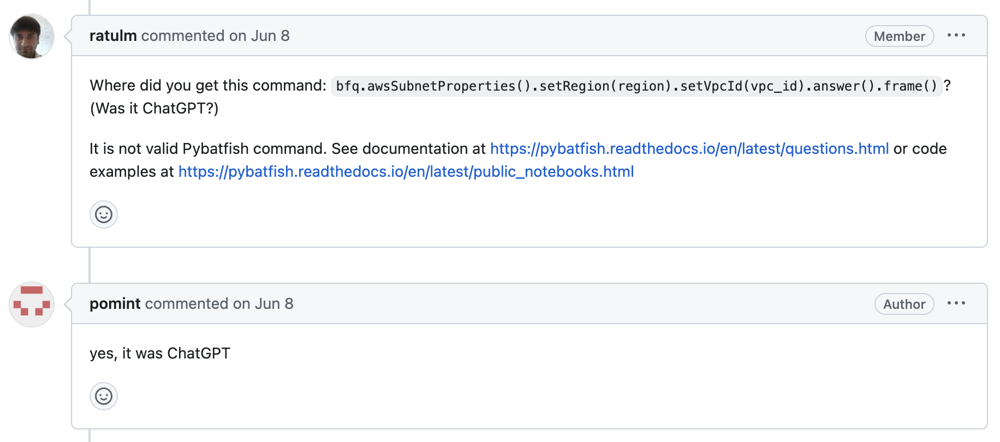 ratulm commented on Jun 8
Member
Where did you get this command: bfq.awsSubnetProperties().setRegion(region).setVpcId(vpc_id).answer().frame() ?
(Was it ChatGPT?)
It is not valid Pybatfish command. See documentation at https://pybatfish.readthedocs.io/en/latest/questions.html or code
examples at https://pybatfish.readthedocs.io/en/latest/public_notebooks.html
pomint commented on Jun 8
Author
yes, it was ChatGPT